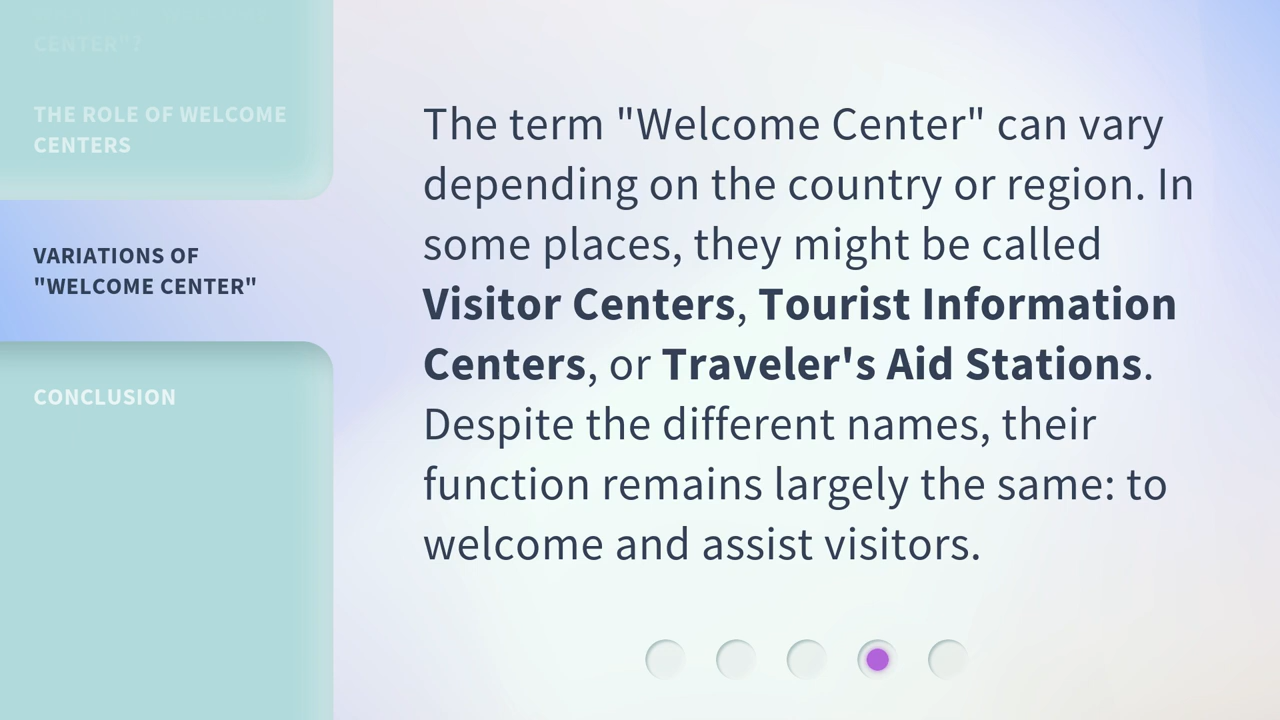 CENTER"?
THE ROLE OF WELCOME
CENTERS
VARIATIONS OF
"WELCOME CENTER"
CONCLUSION
The term "Welcome Center" can vary
depending on the country or region. In
some places, they might be called
Visitor Centers, Tourist Information
Centers, or Traveler's Aid Stations.
Despite the different names, their
function remains largely the same: to
welcome and assist visitors.